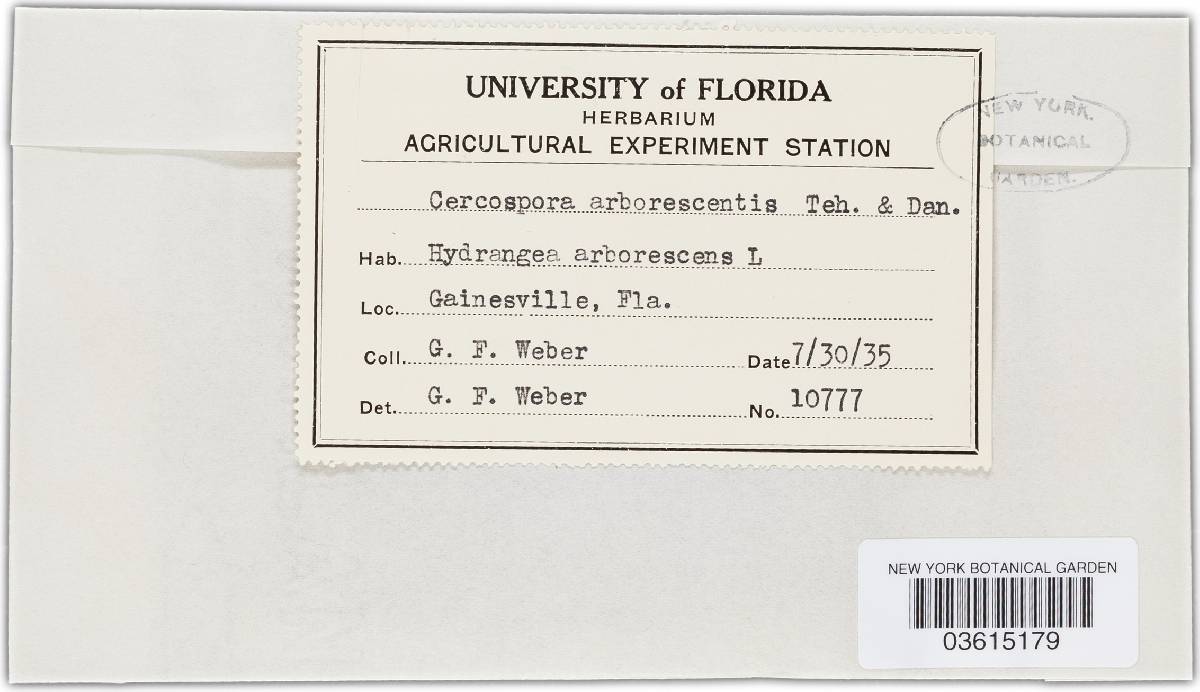 UNIVERSITY of FLORIDA
HERBARIUM
AGRICULTURAL EXPERIMENT STATION
Cercospora arborescentis Teh. & Dan.
Hab. Hydrangea arborescens L
Loc. Gainesville, Fla.
Coll. G. F. Weber Date 7/30/35
Det. G. F. Weber No. 10777
NEW YORK
BOTANICAL
GARDEN.
NEW YORK BOTANICAL GARDEN
03615179